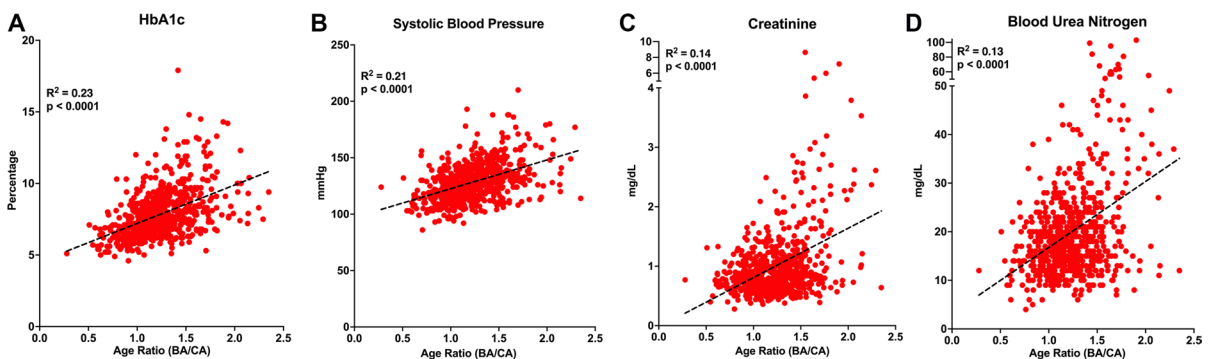 A
HbA1c
R² = 0.23
p < 0.0001
Percentage
20
15
10
5
0
0.0 0.5 1.0 1.5 2.0 2.5
Age Ratio (BA/CA)
B
Systolic Blood Pressure
R² = 0.21
p < 0.0001
mmHg
250
200
150
100
50
0
0.0 0.5 1.0 1.5 2.0 2.5
Age Ratio (BA/CA)
C
Creatinine
R² = 0.14
p < 0.0001
mg/dL
10
8
6
4
4
3
2
1
0
0.0 0.5 1.0 1.5 2.0 2.5
Age Ratio (BA/CA)
D
Blood Urea Nitrogen
R² = 0.13
p < 0.0001
mg/dL
100
80
60
50
40
30
20
10
0
0.0 0.5 1.0 1.5 2.0 2.5
Age Ratio (BA/CA)